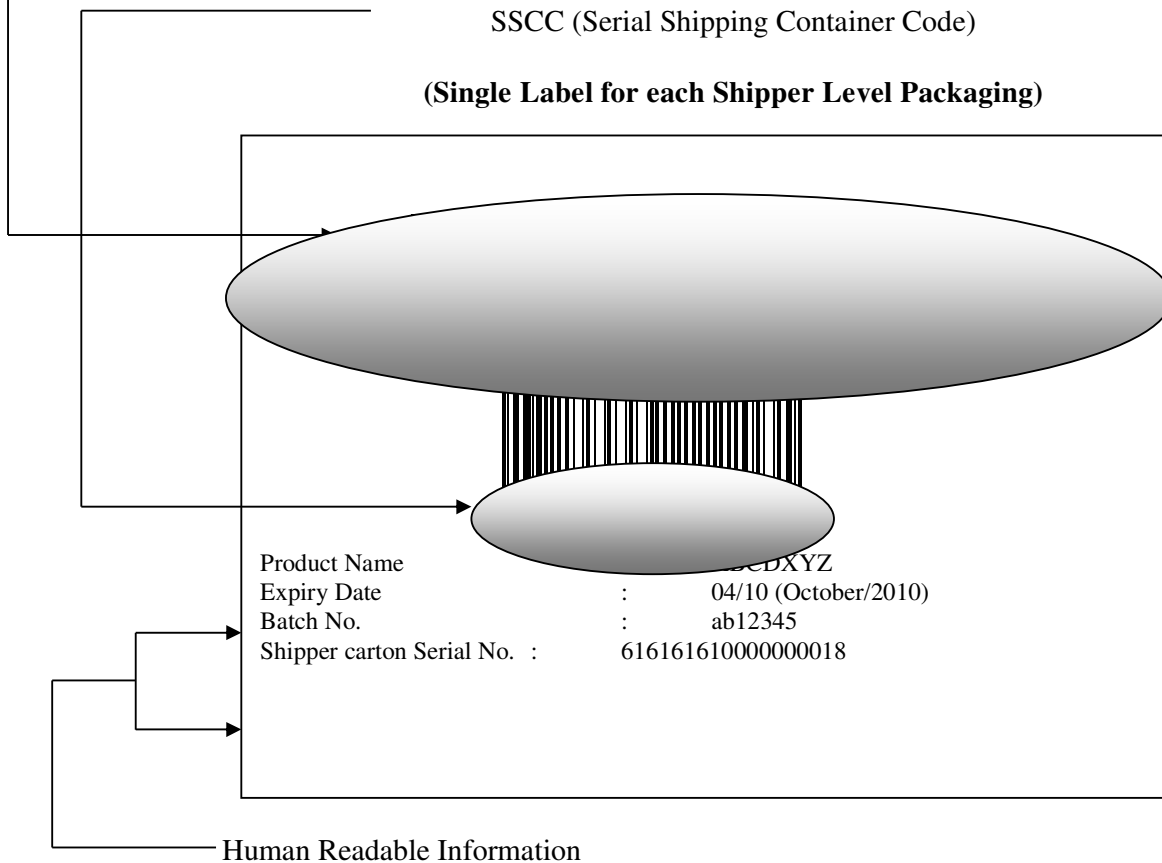 SSCC (Serial Shipping Container Code)
(Single Label for each Shipper Level Packaging)
Product Name
Expiry Date : 04/10 (October/2010)
Batch No. : ab12345
Shipper carton Serial No. : 616161610000000018
Human Readable Information